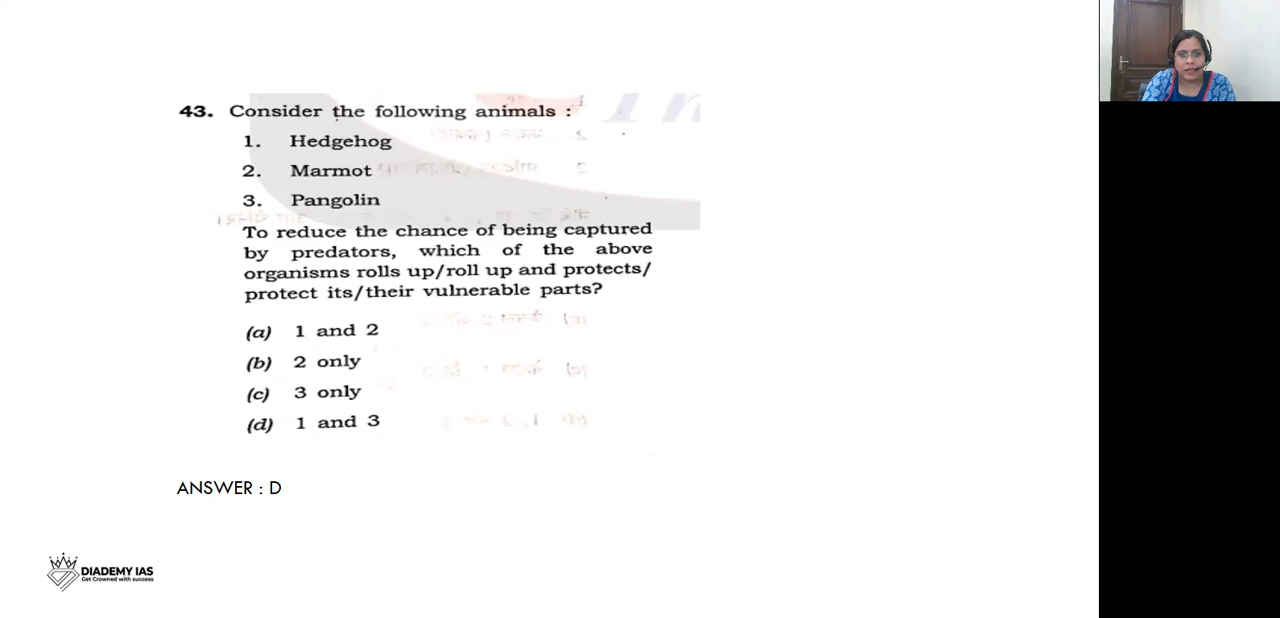 43. Consider the following animals :
1. Hedgehog
2. Marmot
3. Pangolin
To reduce the chance of being captured
by predators, which of the above
organisms rolls up/roll up and protects/
protect its/their vulnerable parts?
(a) 1 and 2
(b) 2 only
(c) 3 only
(d) 1 and 3
ANSWER : D
DIADEMY IAS
Get Crowned with success